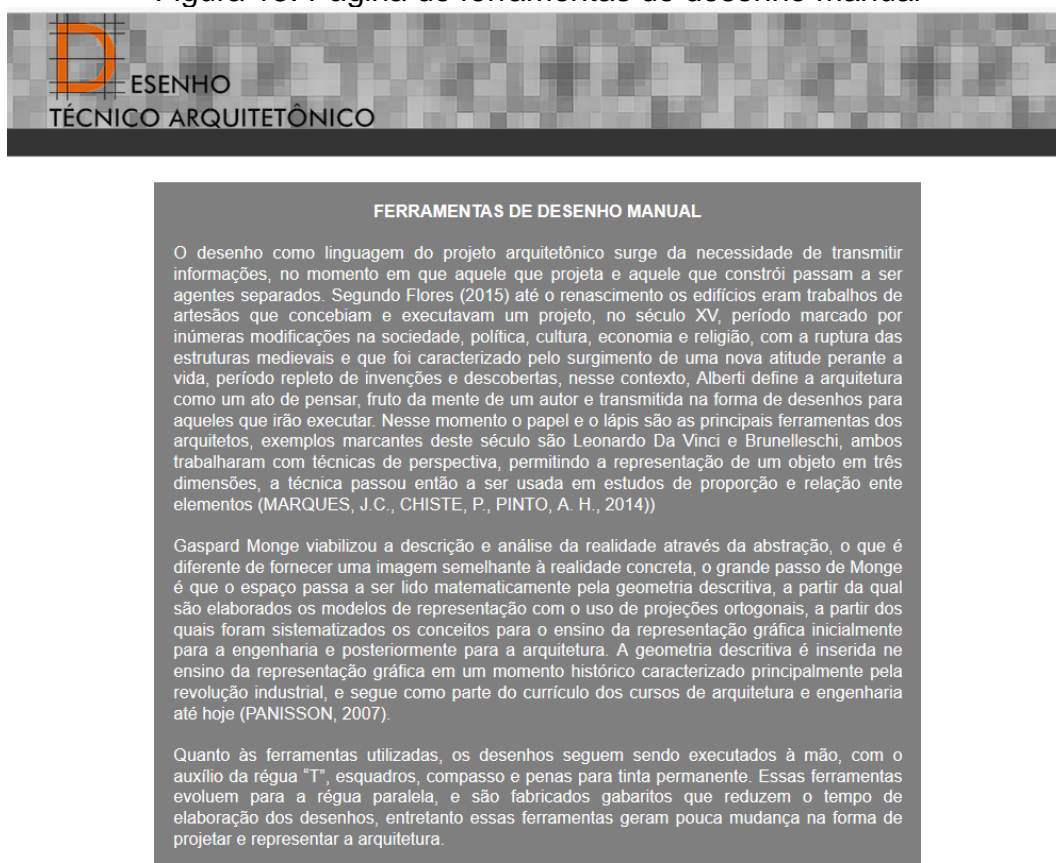 Figura 18: Página de ferramentas de desenho manual
DESENHO
TÉCNICO ARQUITETÔNICO
FERRAMENTAS DE DESENHO MANUAL
O desenho como linguagem do projeto arquitetônico surge da necessidade de transmitir
informações, no momento em que aquele que projeta e aquele que constrói passam a ser
agentes separados. Segundo Flores (2015) até o renascimento os edifícios eram trabalhos de
artesãos que concebiam e executavam um projeto, no século XV, período marcado por
inúmeras modificações na sociedade, política, cultura, economia e religião, com a ruptura das
estruturas medievais e que foi caracterizado pelo surgimento de uma nova atitude perante a
vida, período repleto de invenções e descobertas, nesse contexto, Alberti define a arquitetura
como um ato de pensar, fruto da mente de um autor e transmitida na forma de desenhos para
aqueles que irão executar. Nesse momento o papel e o lápis são as principais ferramentas dos
arquitetos, exemplos marcantes deste século são Leonardo Da Vinci e Brunelleschi, ambos
trabalharam com técnicas de perspectiva, permitindo a representação de um objeto em três
dimensões, a técnica passou então a ser usada em estudos de proporção e relação ente
elementos (MARQUES, J.C., CHISTE, P., PINTO, A. H., 2014))
Gaspard Monge viabilizou a descrição e análise da realidade através da abstração, o que é
diferente de fornecer uma imagem semelhante à realidade concreta, o grande passo de Monge
é que o espaço passa a ser lido matematicamente pela geometria descritiva, a partir da qual
são elaborados os modelos de representação com o uso de projeções ortogonais, a partir dos
quais foram sistematizados os conceitos para o ensino da representação gráfica inicialmente
para a engenharia e posteriormente para a arquitetura. A geometria descritiva é inserida ne
ensino da representação gráfica em um momento histórico caracterizado principalmente pela
revolução industrial, e segue como parte do currículo dos cursos de arquitetura e engenharia
até hoje (PANISSON, 2007).
Quanto às ferramentas utilizadas, os desenhos seguem sendo executados à mão, com o
auxílio da régua “T”, esquadros, compasso e penas para tinta permanente. Essas ferramentas
evoluem para a régua paralela, e são fabricados gabaritos que reduzem o tempo de
elaboração dos desenhos, entretanto essas ferramentas geram pouca mudança na forma de
projetar e representar a arquitetura.